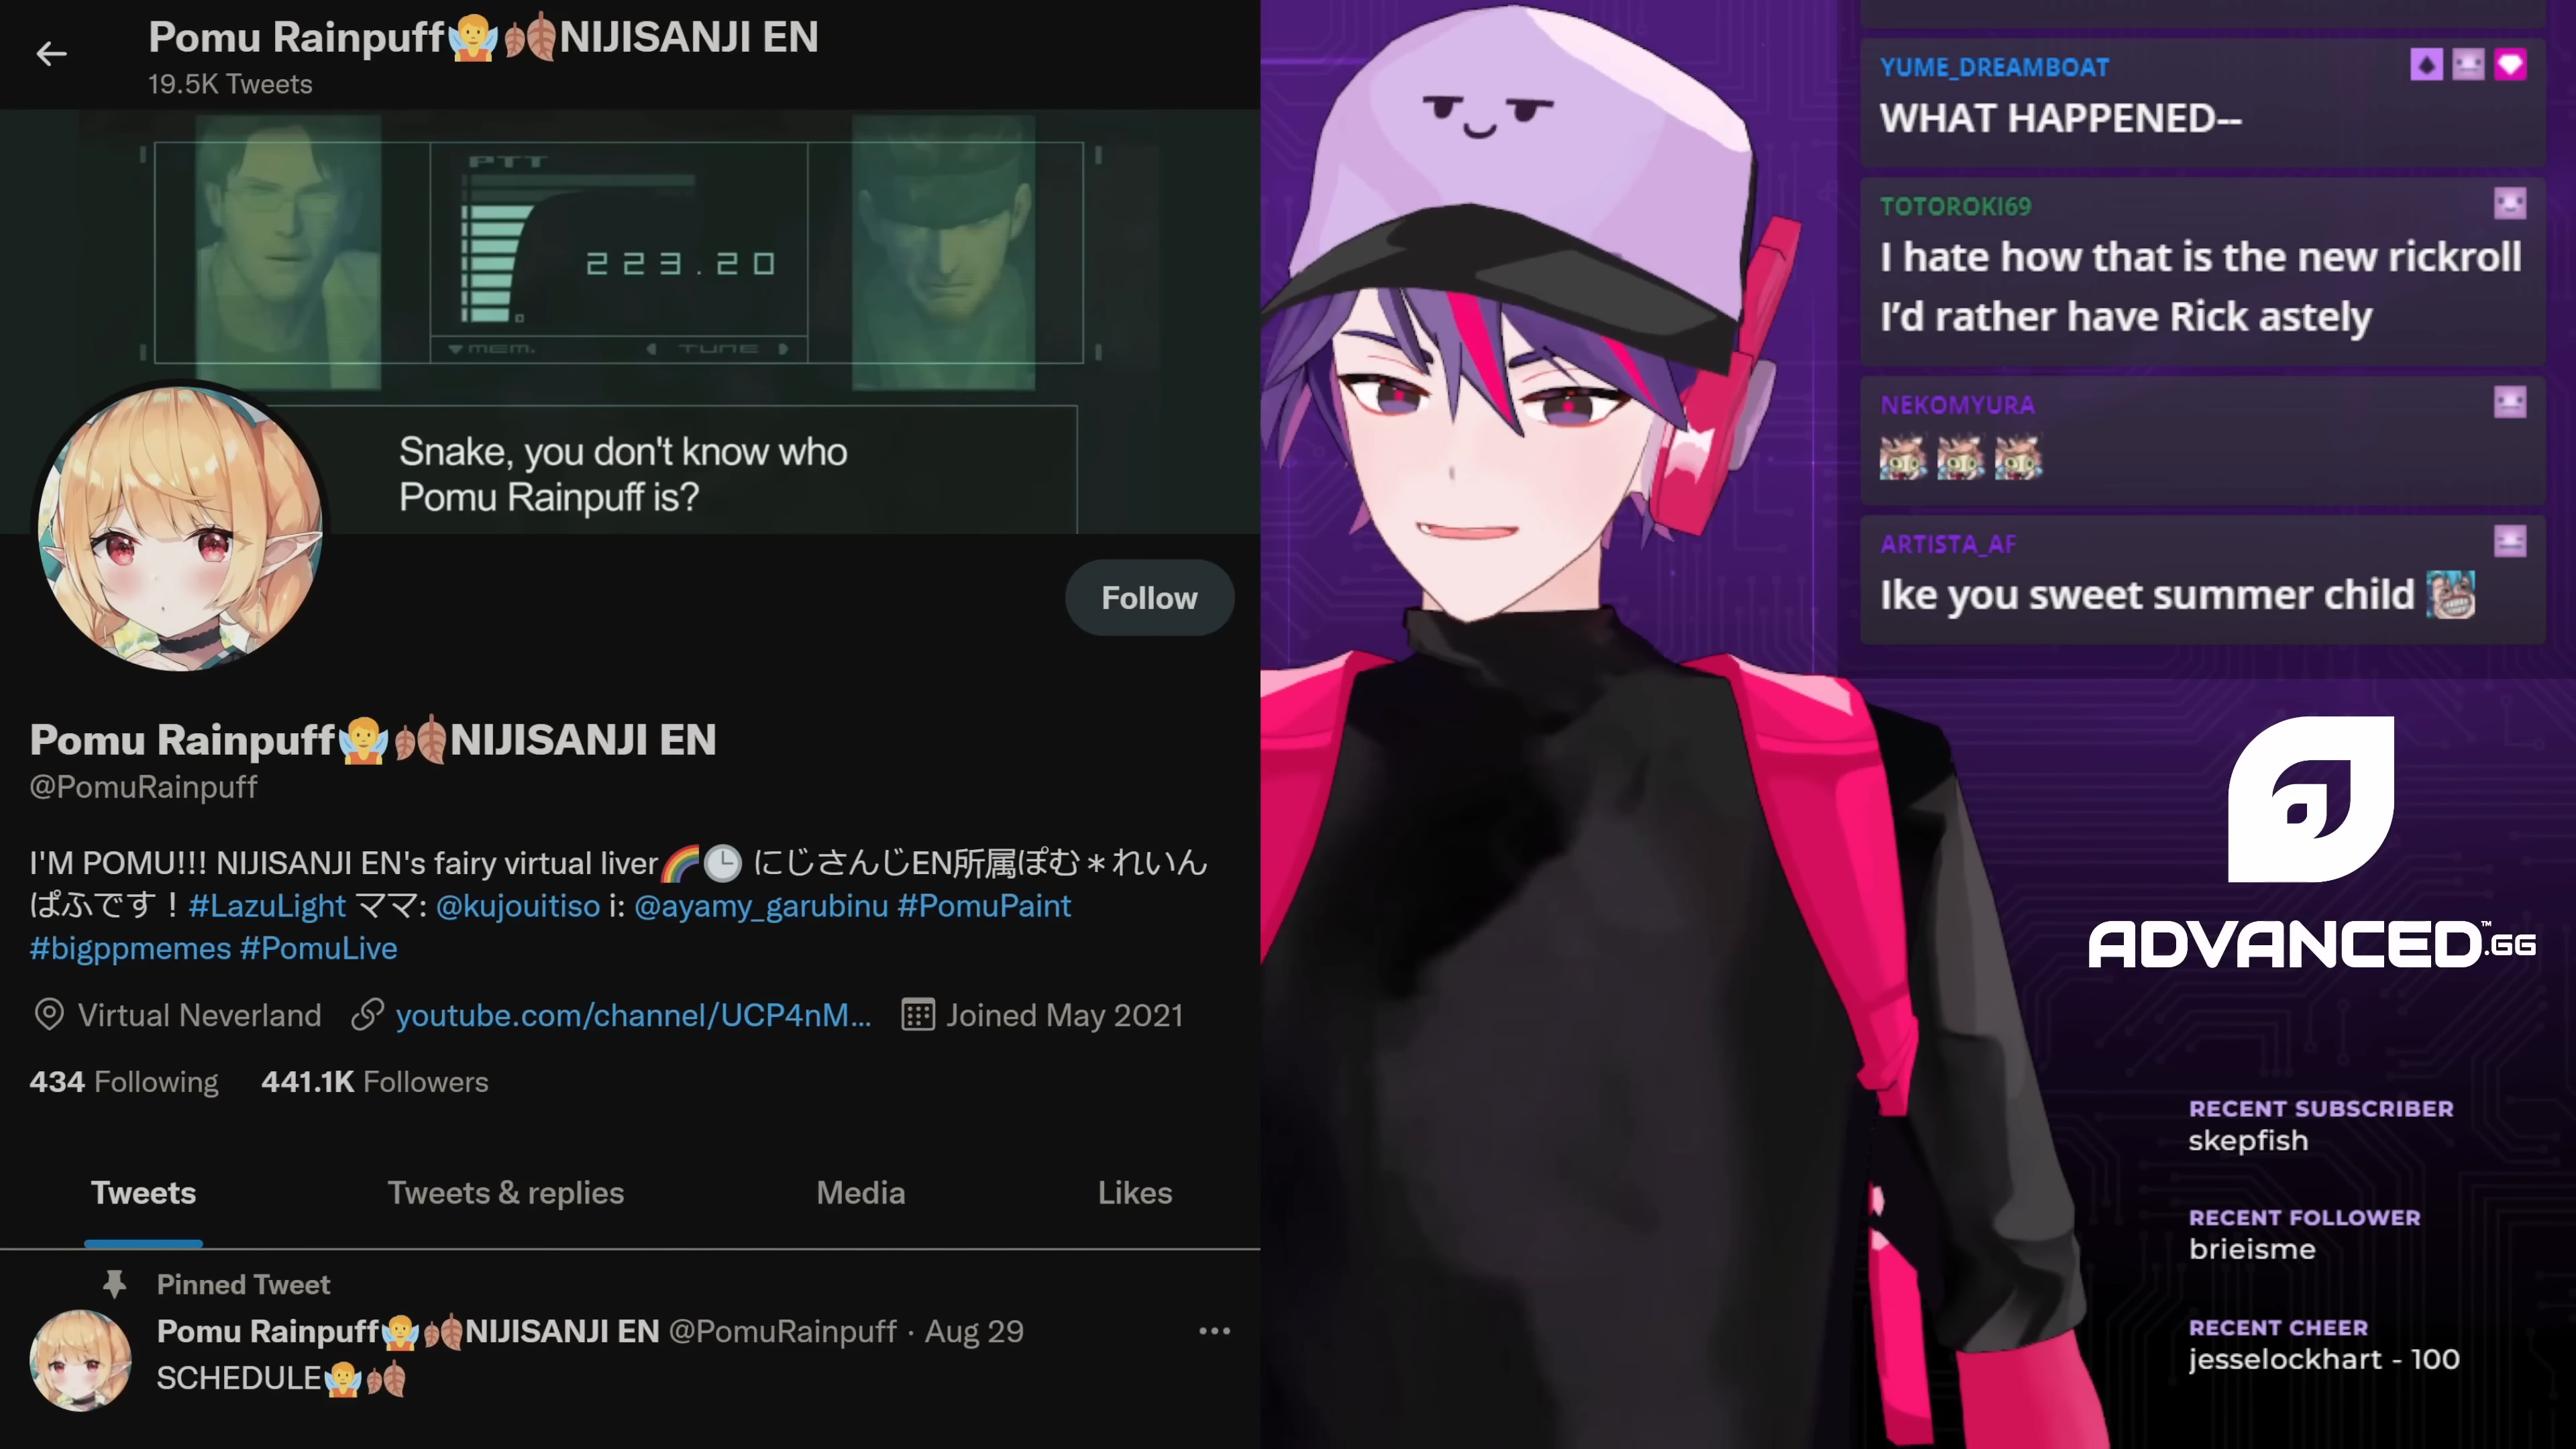 Pomu Rainpuff🧚🍂NIJISANJI EN
19.5K Tweets
PTT
223.20
▼MEM.
◀ TUNE ▶
Snake, you don't know who
Pomu Rainpuff is?
Follow
Pomu Rainpuff🧚🍂NIJISANJI EN
@PomuRainpuff
I'M POMU!!! NIJISANJI EN's fairy virtual liver🌈🕒 にじさんじEN所属ぽむ＊れいん
ぱふです！#LazuLight ママ: @kujouitiso i: @ayamy_garubinu #PomuPaint
#bigppmemes #PomuLive
Virtual Neverland youtube.com/channel/UCP4nM... Joined May 2021
434 Following 441.1K Followers
Tweets Tweets & replies Media Likes
Pinned Tweet
Pomu Rainpuff🧚🍂NIJISANJI EN @PomuRainpuff · Aug 29
SCHEDULE🧚🍂
YUME_DREAMBOAT
WHAT HAPPENED--
TOTOROKI69
I hate how that is the new rickroll
I'd rather have Rick astely
NEKOMYURA
ARTISTA_AF
Ike you sweet summer child
ADVANCED™.GG
RECENT SUBSCRIBER
skepfish
RECENT FOLLOWER
brieisme
RECENT CHEER
jesselockhart - 100